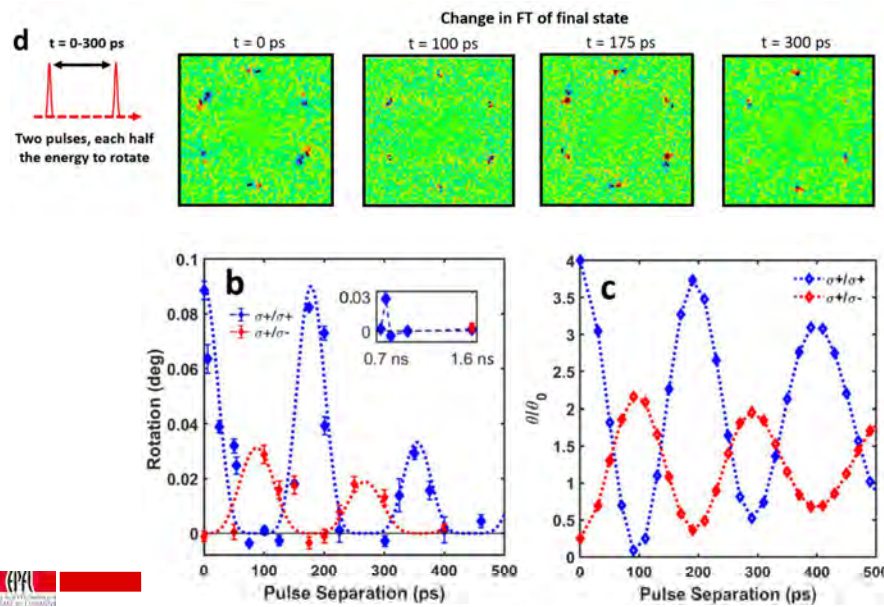 Change in FT of final state
d
t = 0-300 ps
t = 0 ps
t = 100 ps
t = 175 ps
t = 300 ps
Two pulses, each half
the energy to rotate
b
Rotation (deg)
0.1
0.08
0.06
0.04
0.02
0
σ+/σ+
σ+/σ-
0.03
0
0.7 ns
1.6 ns
0
100
200
300
400
500
Pulse Separation (ps)
c
θ/θ₀
4
3.5
3
2.5
2
1.5
1
0.5
0
σ+/σ+
σ+/σ-
0
100
200
300
400
500
Pulse Separation (ps)
EPFL